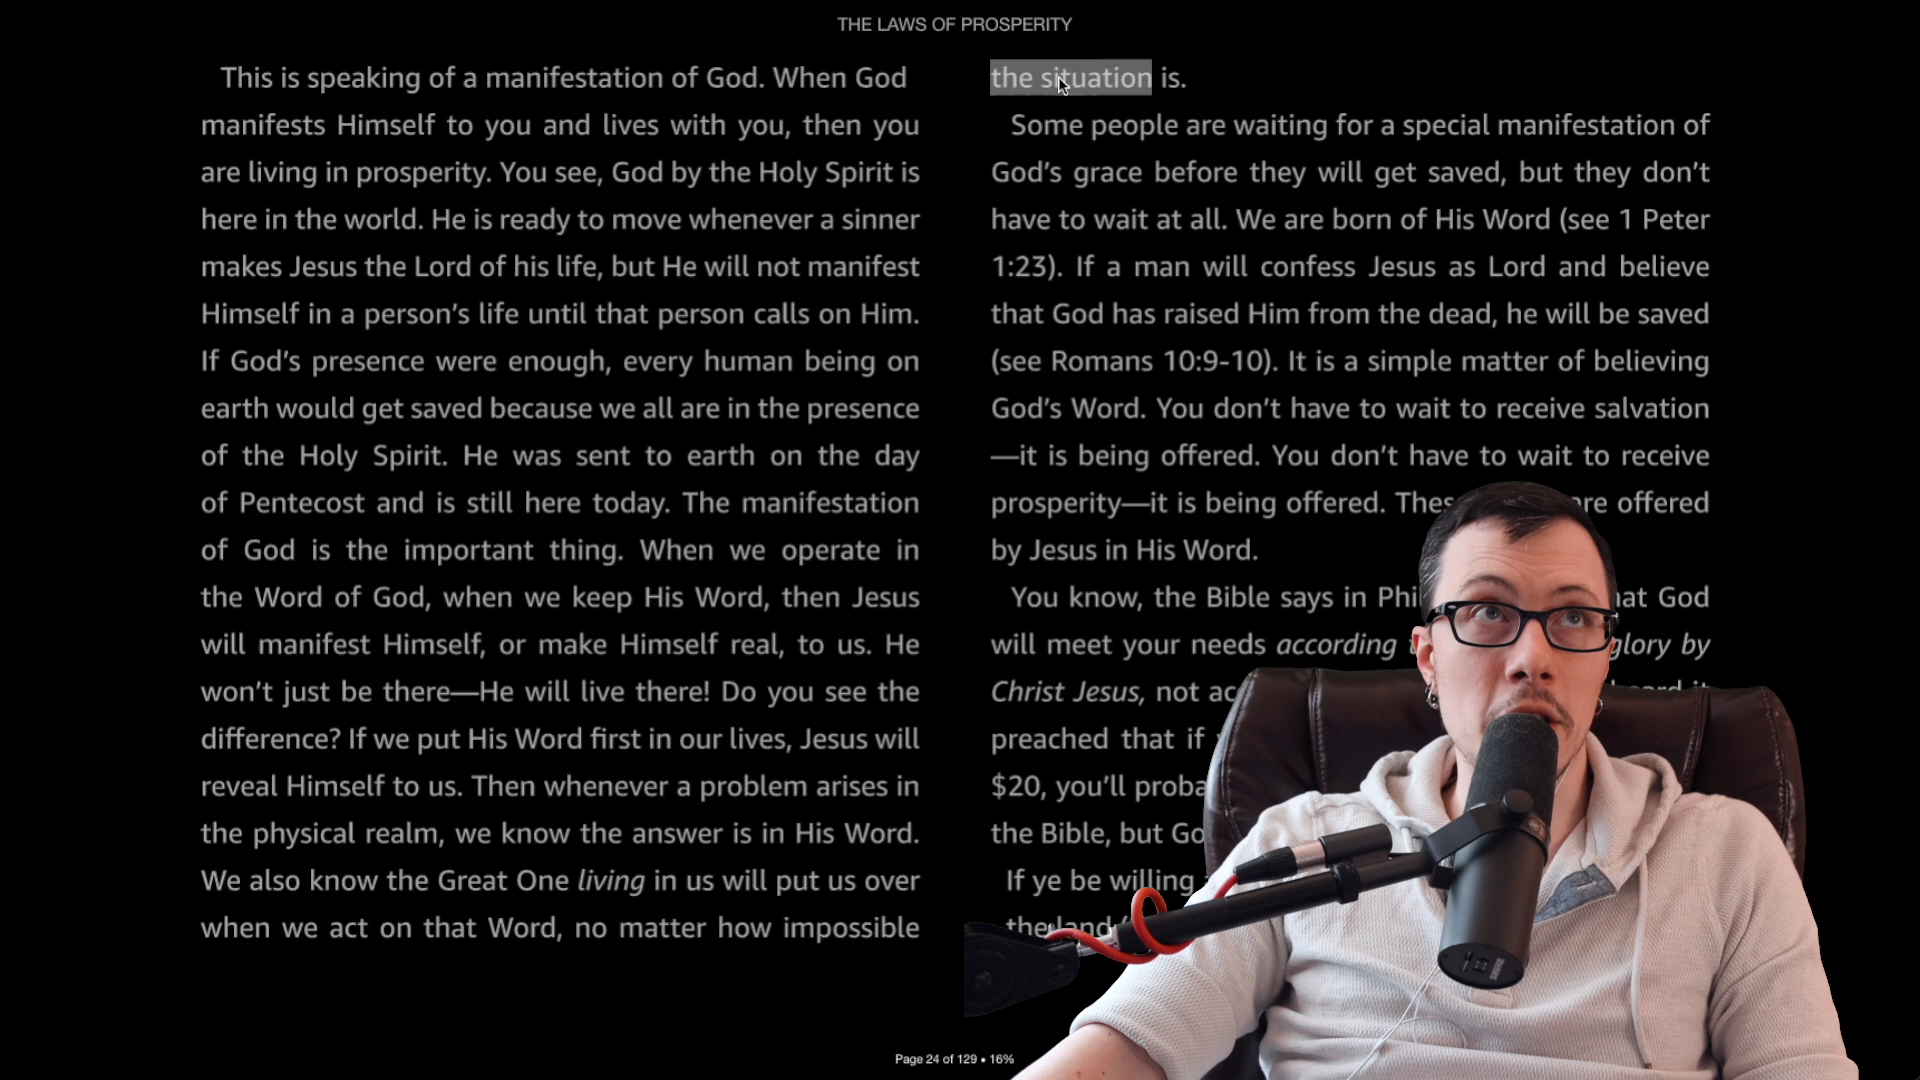 THE LAWS OF PROSPERITY
This is speaking of a manifestation of God. When God
manifests Himself to you and lives with you, then you
are living in prosperity. You see, God by the Holy Spirit is
here in the world. He is ready to move whenever a sinner
makes Jesus the Lord of his life, but He will not manifest
Himself in a person’s life until that person calls on Him.
If God’s presence were enough, every human being on
earth would get saved because we all are in the presence
of the Holy Spirit. He was sent to earth on the day
of Pentecost and is still here today. The manifestation
of God is the important thing. When we operate in
the Word of God, when we keep His Word, then Jesus
will manifest Himself, or make Himself real, to us. He
won’t just be there—He will live there! Do you see the
difference? If we put His Word first in our lives, Jesus will
reveal Himself to us. Then whenever a problem arises in
the physical realm, we know the answer is in His Word.
We also know the Great One living in us will put us over
when we act on that Word, no matter how impossible
the situation is.
Some people are waiting for a special manifestation of
God’s grace before they will get saved, but they don’t
have to wait at all. We are born of His Word (see 1 Peter
1:23). If a man will confess Jesus as Lord and believe
that God has raised Him from the dead, he will be saved
(see Romans 10:9-10). It is a simple matter of believing
God’s Word. You don’t have to wait to receive salvation
—it is being offered. You don’t have to wait to receive
prosperity—it is being offered. offered
by Jesus in His Word.
You know, the Bible says in God
will meet your needs according glory by
Christ Jesus, not it
preached that if
$20, you’ll
the Bible, but
If ye be willing
the land
Page 24 of 129 • 16%
SHURE